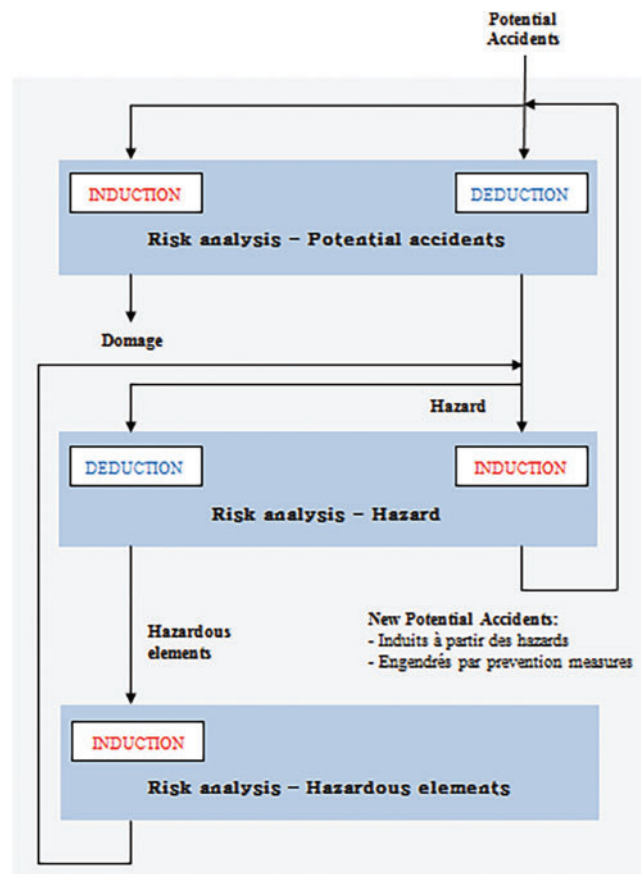 Potential
Accidents
INDUCTION
DEDUCTION
Risk analysis – Potential accidents
Domage
Hazard
DEDUCTION
INDUCTION
Risk analysis – Hazard
Hazardous
elements
New Potential Accidents:
- Induits à partir des hazards
- Engendrés par prevention measures
INDUCTION
Risk analysis – Hazardous elements